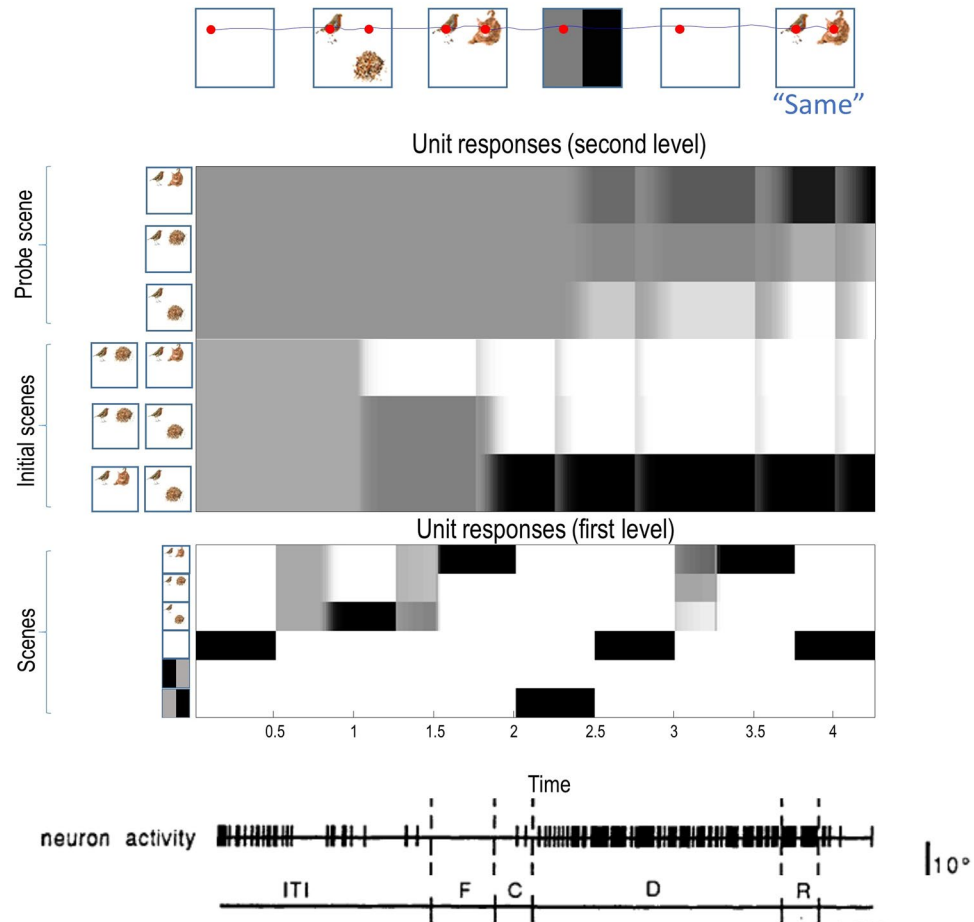 “Same”
Unit responses (second level)
Probe scene
Initial scenes
Unit responses (first level)
Scenes
0.5 1 1.5 2 2.5 3 3.5 4
Time
neuron activity
10°
ITI F C D R